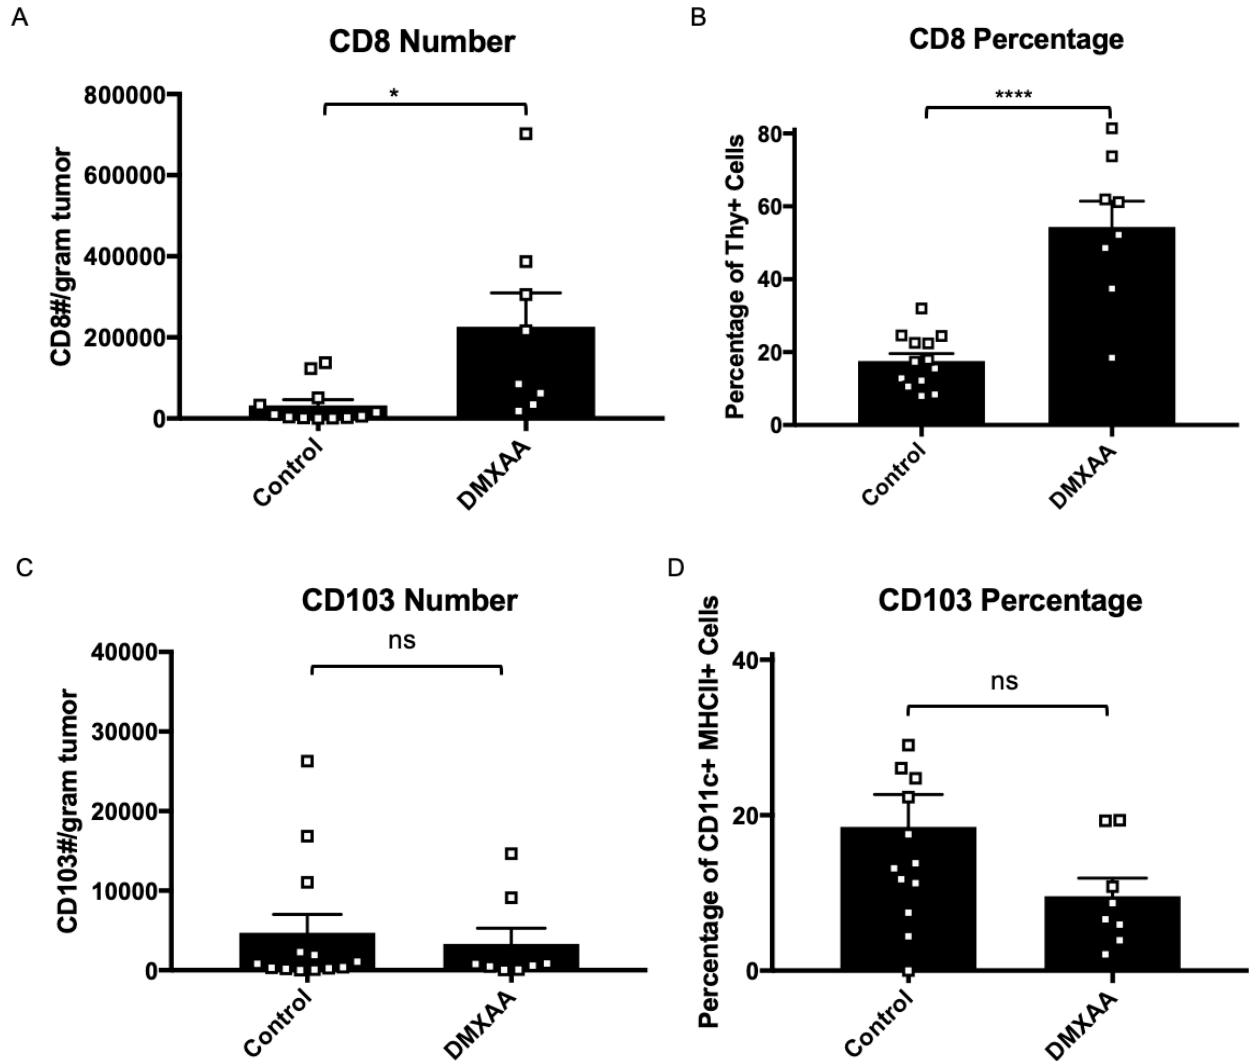 A
CD8 Number
CD8#/gram tumor
800000
600000
400000
200000
0
*
Control
DMXAA
B
CD8 Percentage
Percentage of Thy+ Cells
80
60
40
20
0
****
Control
DMXAA
C
CD103 Number
CD103#/gram tumor
40000
30000
20000
10000
0
ns
Control
DMXAA
D
CD103 Percentage
Percentage of CD11c+ MHCII+ Cells
40
20
0
ns
Control
DMXAA